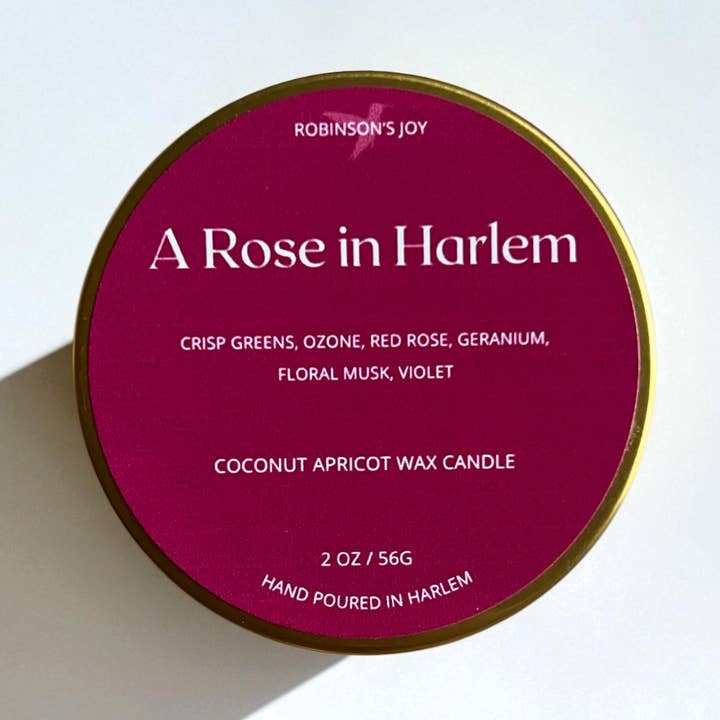 ROBINSON'S JOY
A Rose in Harlem
CRISP GREENS, OZONE, RED ROSE, GERANIUM,
FLORAL MUSK, VIOLET
COCONUT APRICOT WAX CANDLE
2 OZ / 56G
HAND POURED IN HARLEM